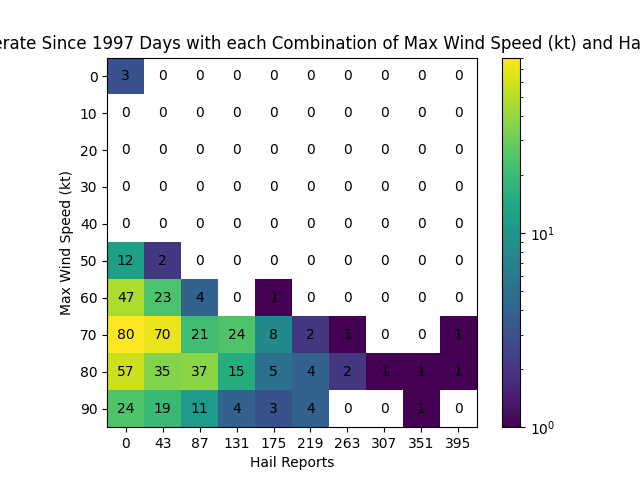 erate Since 1997 Days with each Combination of Max Wind Speed (kt) and Ha
0 3 0 0 0 0 0 0 0 0 0
10 0 0 0 0 0 0 0 0 0 0
20 0 0 0 0 0 0 0 0 0 0
30 0 0 0 0 0 0 0 0 0 0
40 0 0 0 0 0 0 0 0 0 0
50 12 2 0 0 0 0 0 0 0 0
60 47 23 4 0 1 0 0 0 0 0
70 80 70 21 24 8 2 1 0 0 1
80 57 35 37 15 5 4 2 1 1 1
90 24 19 11 4 3 4 0 0 1 0
0 43 87 131 175 219 263 307 351 395
Hail Reports
Max Wind Speed (kt)
10¹
10⁰